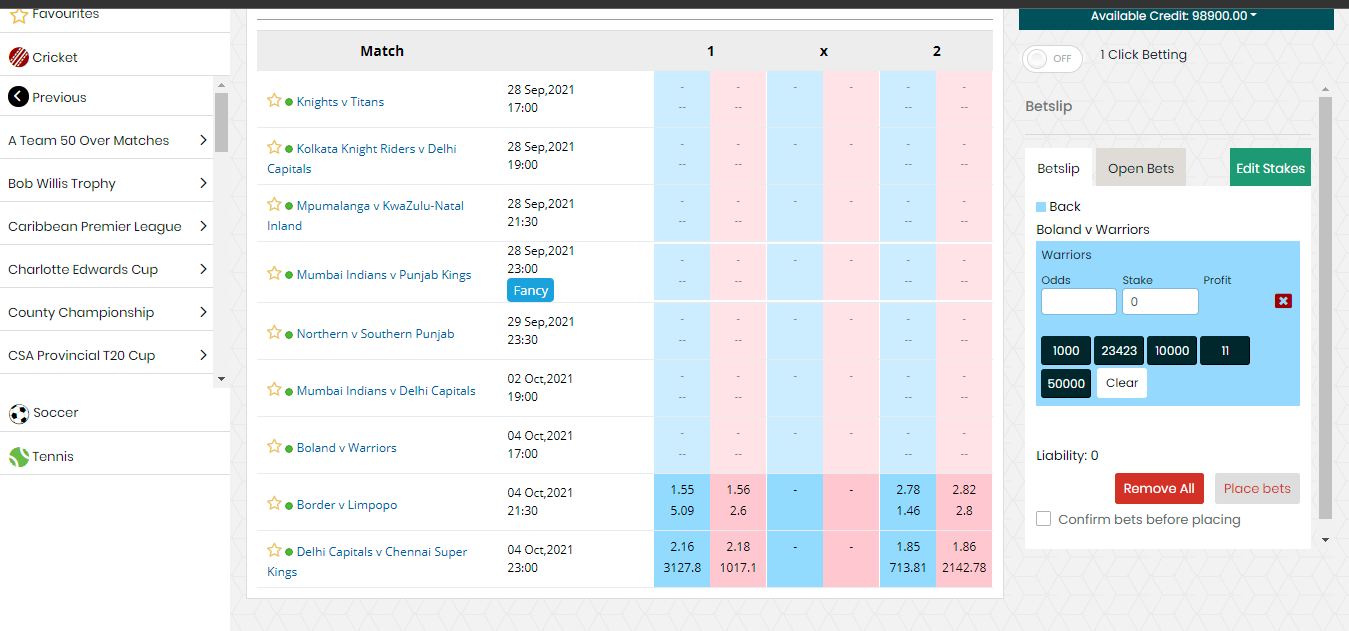 Favourites
Cricket
Previous
A Team 50 Over Matches
Bob Willis Trophy
Caribbean Premier League
Charlotte Edwards Cup
County Championship
CSA Provincial T20 Cup
Soccer
Tennis
Match 1 x 2
Knights v Titans
28 Sep,2021
17:00
- - - - - -
-- -- -- --
Kolkata Knight Riders v Delhi
Capitals
28 Sep,2021
19:00
- - - - - -
-- -- -- --
Mpumalanga v KwaZulu-Natal
Inland
28 Sep,2021
21:30
- - - - - -
-- -- -- --
Mumbai Indians v Punjab Kings
28 Sep,2021
23:00
Fancy
- - - - - -
-- -- -- --
Northern v Southern Punjab
29 Sep,2021
23:30
- - - - - -
-- -- -- --
Mumbai Indians v Delhi Capitals
02 Oct,2021
19:00
- - - - - -
-- -- -- --
Boland v Warriors
04 Oct,2021
17:00
- - - - - -
-- -- -- --
Border v Limpopo
04 Oct,2021
21:30
1.55 1.56 - - 2.78 2.82
5.09 2.6 1.46 2.8
Delhi Capitals v Chennai Super
Kings
04 Oct,2021
23:00
2.16 2.18 - - 1.85 1.86
3127.8 1017.1 713.81 2142.78
Available Credit: 98900.00
OFF
1 Click Betting
Betslip
Betslip Open Bets Edit Stakes
Back
Boland v Warriors
Warriors
Odds Stake Profit
0
1000 23423 10000 11
50000 Clear
Liability: 0
Remove All Place bets
Confirm bets before placing